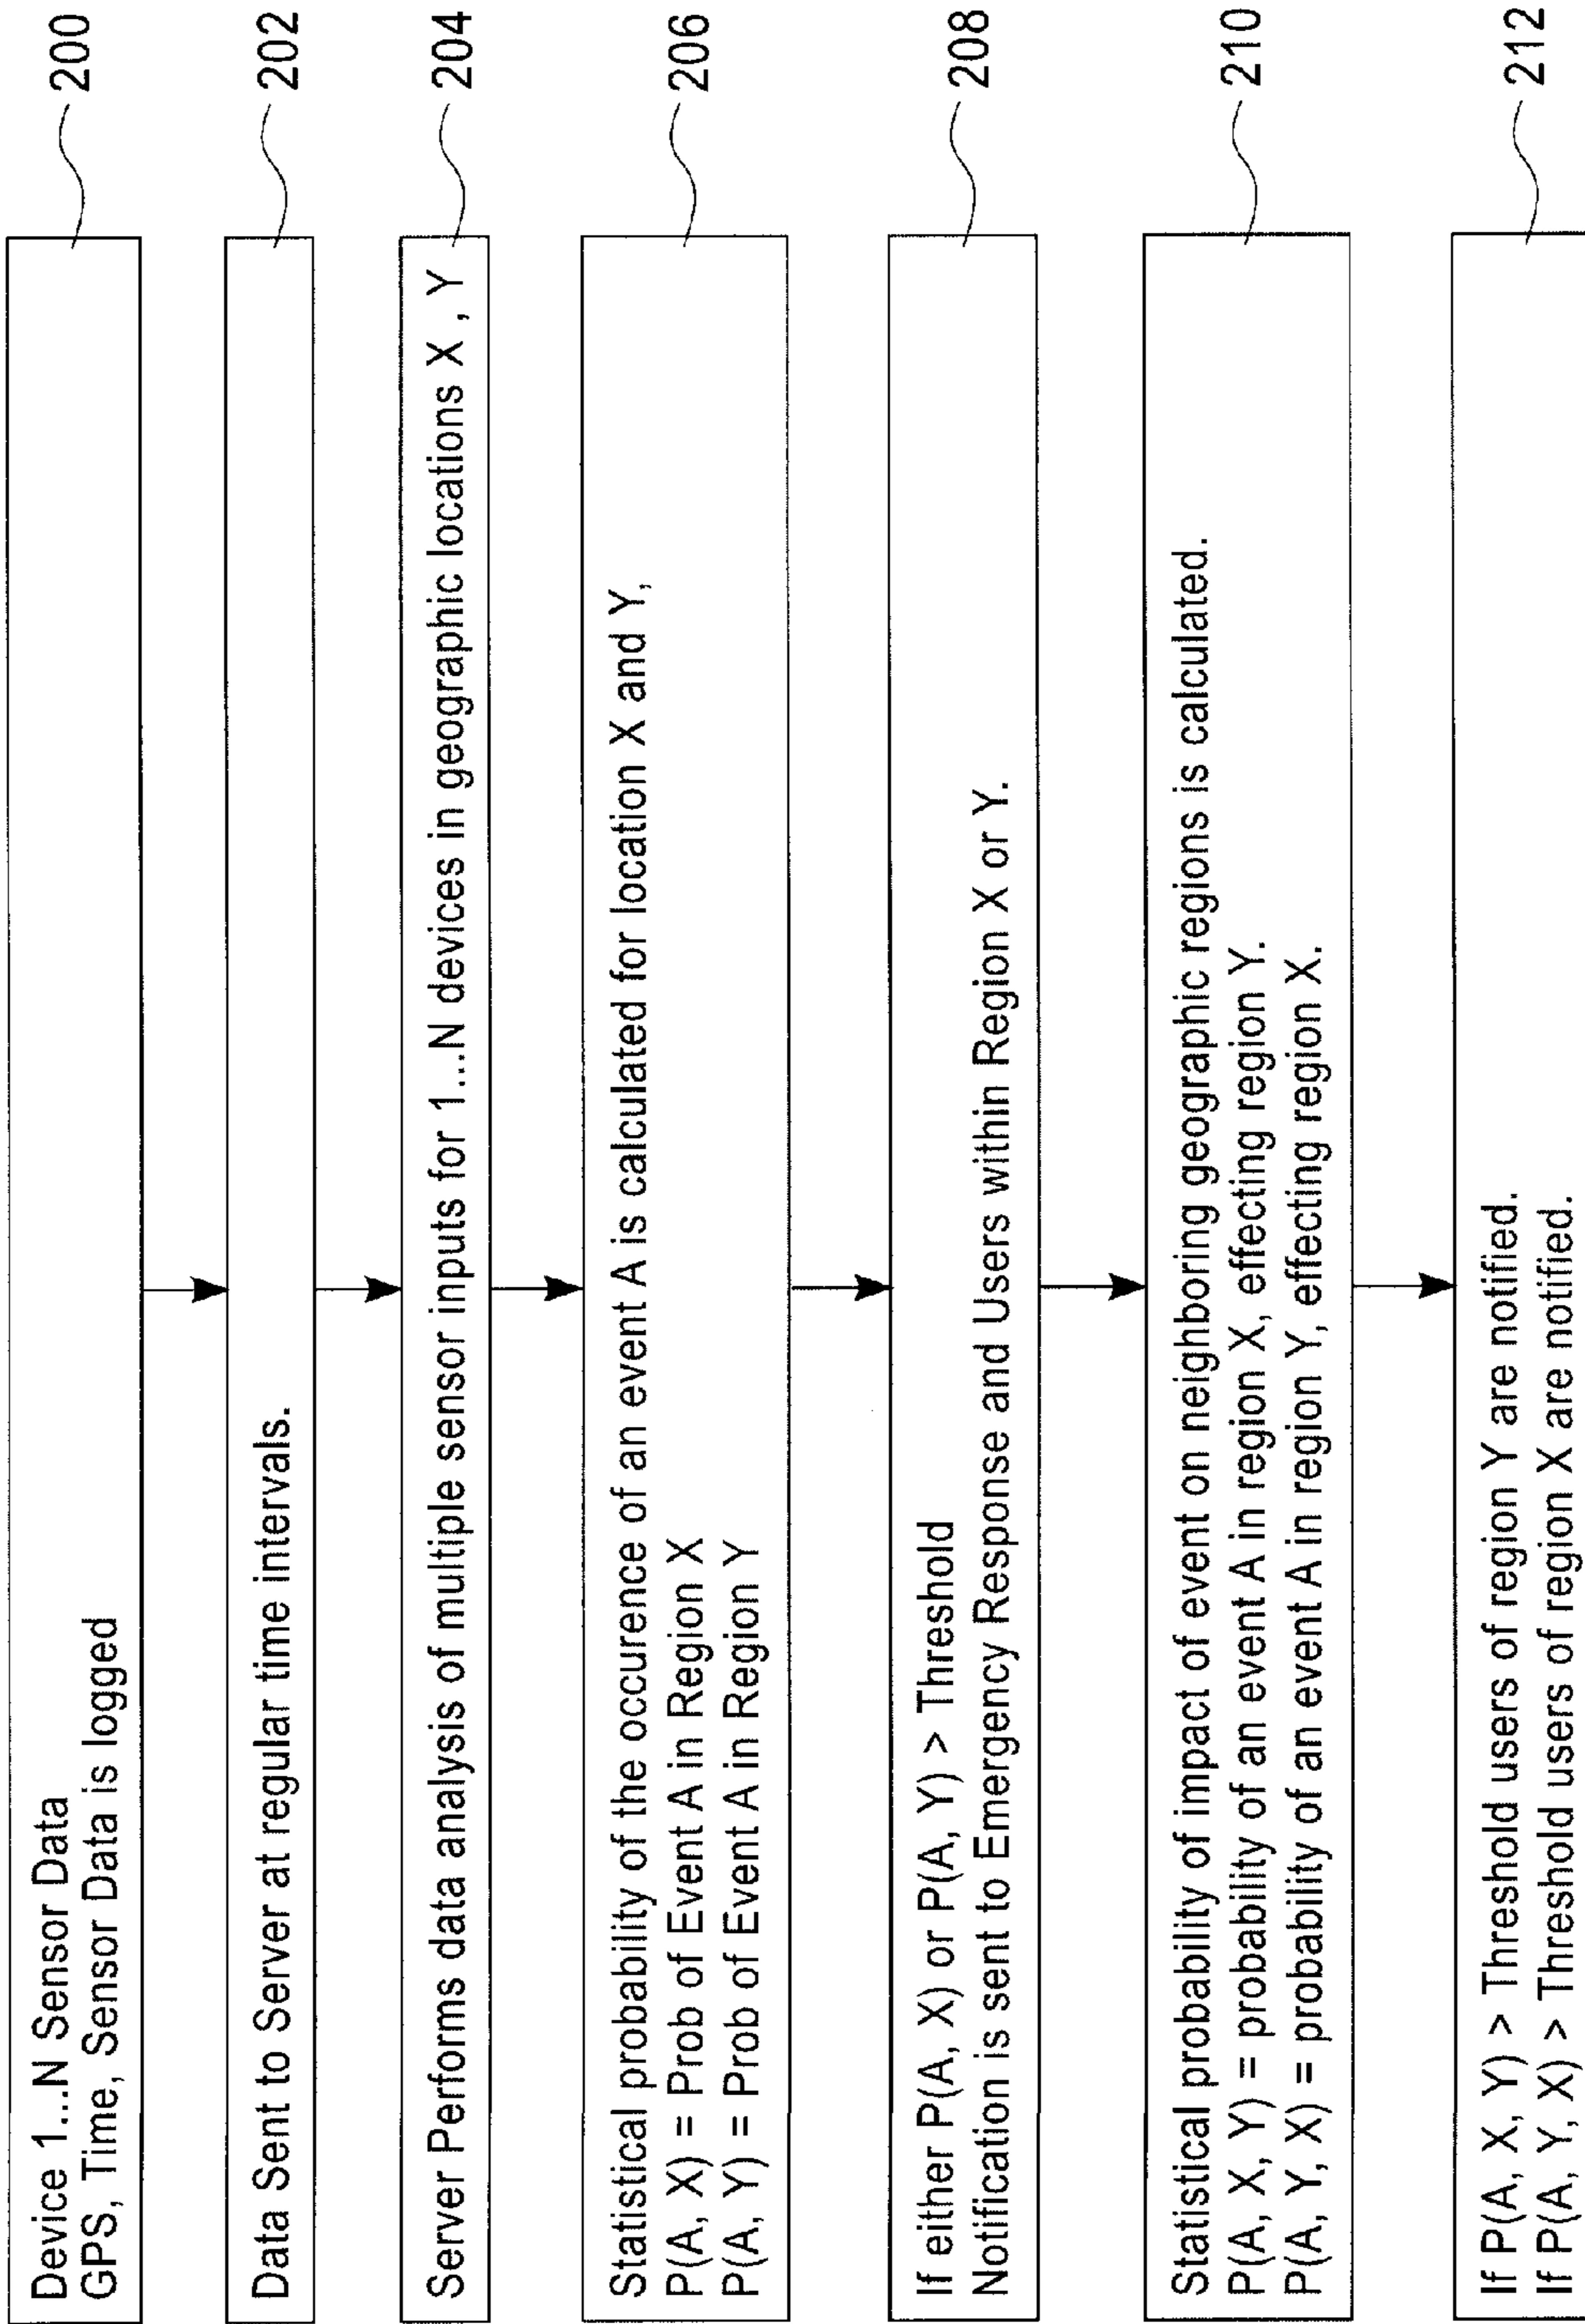 Device 1...N Sensor Data
GPS, Time, Sensor Data is logged
200
Data Sent to Server at regular time intervals.
202
Server Performs data analysis of multiple sensor inputs for 1...N devices in geographic locations X , Y
204
Statistical probability of the occurence of an event A is calculated for location X and Y,
P(A, X) = Prob of Event A in Region X
P(A, Y) = Prob of Event A in Region Y
206
If either P(A, X) or P(A, Y) > Threshold
Notification is sent to Emergency Response and Users within Region X or Y.
208
Statistical probability of impact of event on neighboring geographic regions is calculated.
P(A, X, Y) = probability of an event A in region X, effecting region Y.
P(A, Y, X) = probability of an event A in region Y, effecting region X.
210
If P(A, X, Y) > Threshold users of region Y are notified.
If P(A, Y, X) > Threshold users of region X are notified.
212